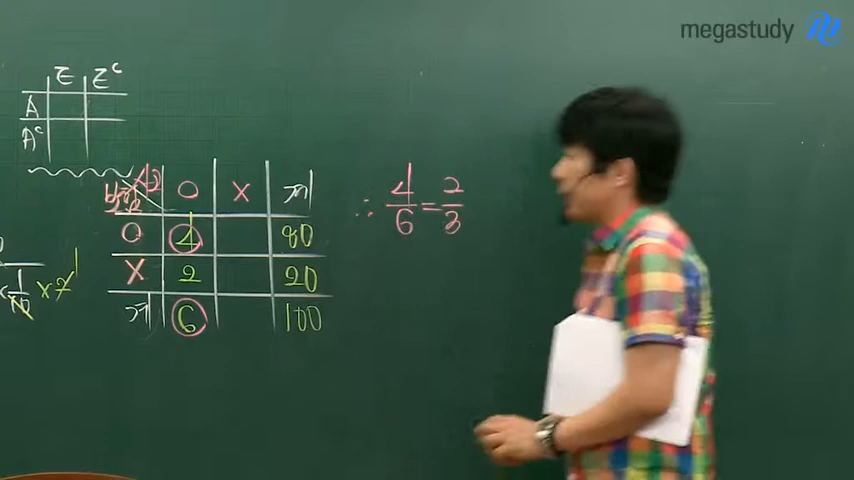 megastudy
E E^c
A
A^c
O X 계
O 4 80
X 2 20
계 6 100
∴ 4/6 = 2/3